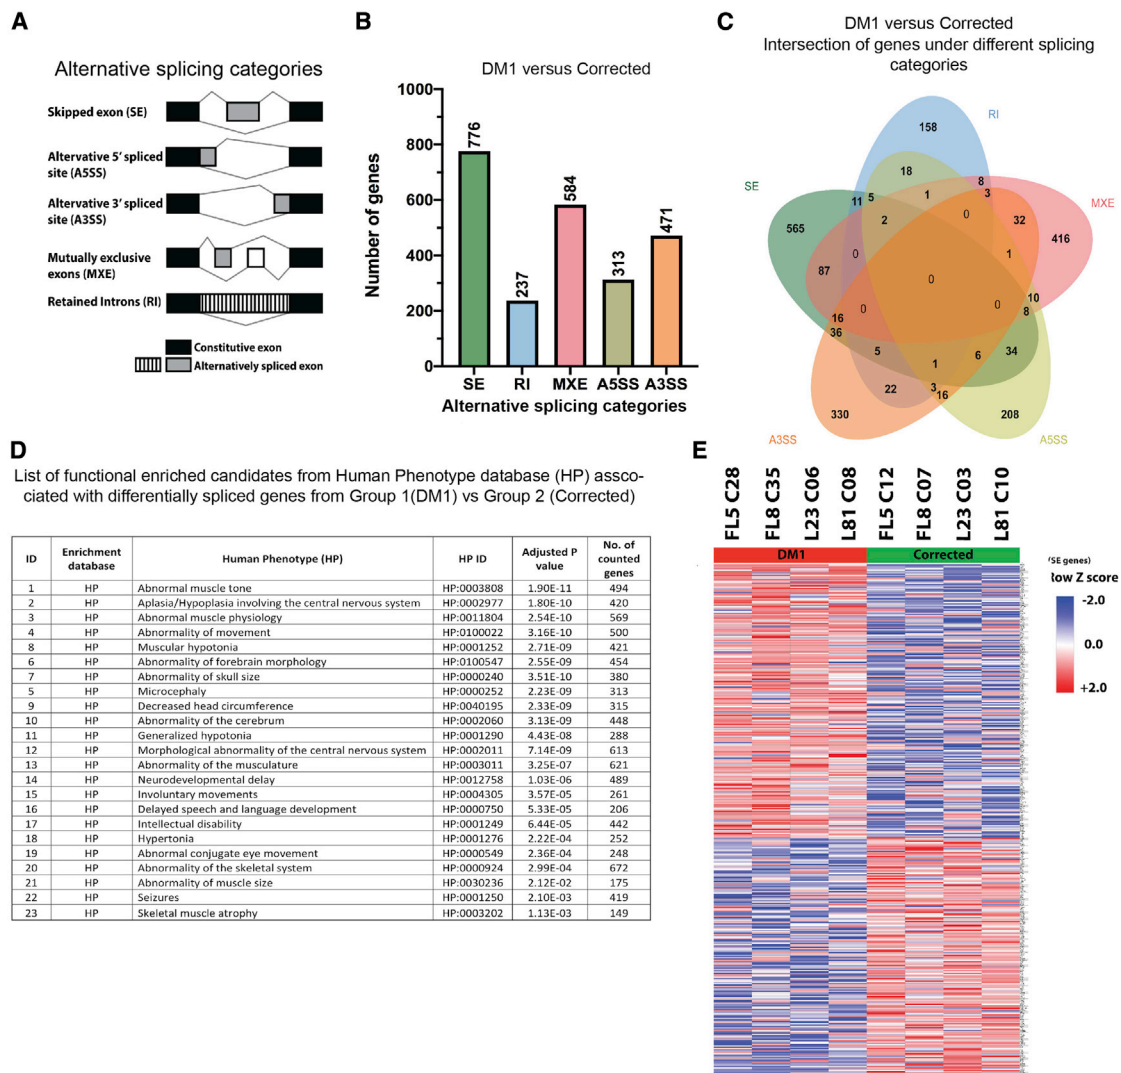 A
Alternative splicing categories
Skipped exon (SE)
Altervative 5' spliced
site (A5SS)
Alternative 3' spliced
site (A3SS)
Mutually exclusive
exons (MXE)
Retained Introns (RI)
Constitutive exon
Alternatively spliced exon
B
DM1 versus Corrected
Number of genes
1000
800
600
400
200
0
776
237
584
313
471
SE RI MXE A5SS A3SS
Alternative splicing categories
C
DM1 versus Corrected
Intersection of genes under different splicing
categories
RI
158
SE
MXE
18
8
5
1
3
11
2
0
32
565
416
0
1
87
0
10
0
0
8
16
36
5
6
34
1
22
3
16
330
208
A3SS
A5SS
D
List of functional enriched candidates from Human Phenotype database (HP) assco-
ciated with differentially spliced genes from Group 1(DM1) vs Group 2 (Corrected)
ID Enrichment database Human Phenotype (HP) HP ID Adjusted P value No. of counted genes
1 HP Abnormal muscle tone HP:0003808 1.90E-11 494
2 HP Aplasia/Hypoplasia involving the central nervous system HP:0002977 1.80E-10 420
3 HP Abnormal muscle physiology HP:0011804 2.54E-10 569
4 HP Abnormality of movement HP:0100022 3.16E-10 500
8 HP Muscular hypotonia HP:0001252 2.71E-09 421
6 HP Abnormality of forebrain morphology HP:0100547 2.55E-09 454
7 HP Abnormality of skull size HP:0000240 3.51E-10 380
5 HP Microcephaly HP:0000252 2.23E-09 313
9 HP Decreased head circumference HP:0040195 2.33E-09 315
10 HP Abnormality of the cerebrum HP:0002060 3.13E-09 448
11 HP Generalized hypotonia HP:0001290 4.43E-08 288
12 HP Morphological abnormality of the central nervous system HP:0002011 7.14E-09 613
13 HP Abnormality of the musculature HP:0003011 3.25E-07 621
14 HP Neurodevelopmental delay HP:0012758 1.03E-06 489
15 HP Involuntary movements HP:0004305 3.57E-05 261
16 HP Delayed speech and language development HP:0000750 5.33E-05 206
17 HP Intellectual disability HP:0001249 6.44E-05 442
18 HP Hypertonia HP:0001276 2.22E-04 252
19 HP Abnormal conjugate eye movement HP:0000549 2.36E-04 248
20 HP Abnormality of the skeletal system HP:0000924 2.99E-04 672
21 HP Abnormality of muscle size HP:0030236 2.12E-02 175
22 HP Seizures HP:0001250 2.10E-03 419
23 HP Skeletal muscle atrophy HP:0003202 1.13E-03 149
E
FL5 C28
FL8 C35
L23 C06
L81 C08
FL5 C12
FL8 C07
L23 C03
L81 C10
DM1 Corrected
(SE genes)
Row Z score
-2.0
0.0
+2.0